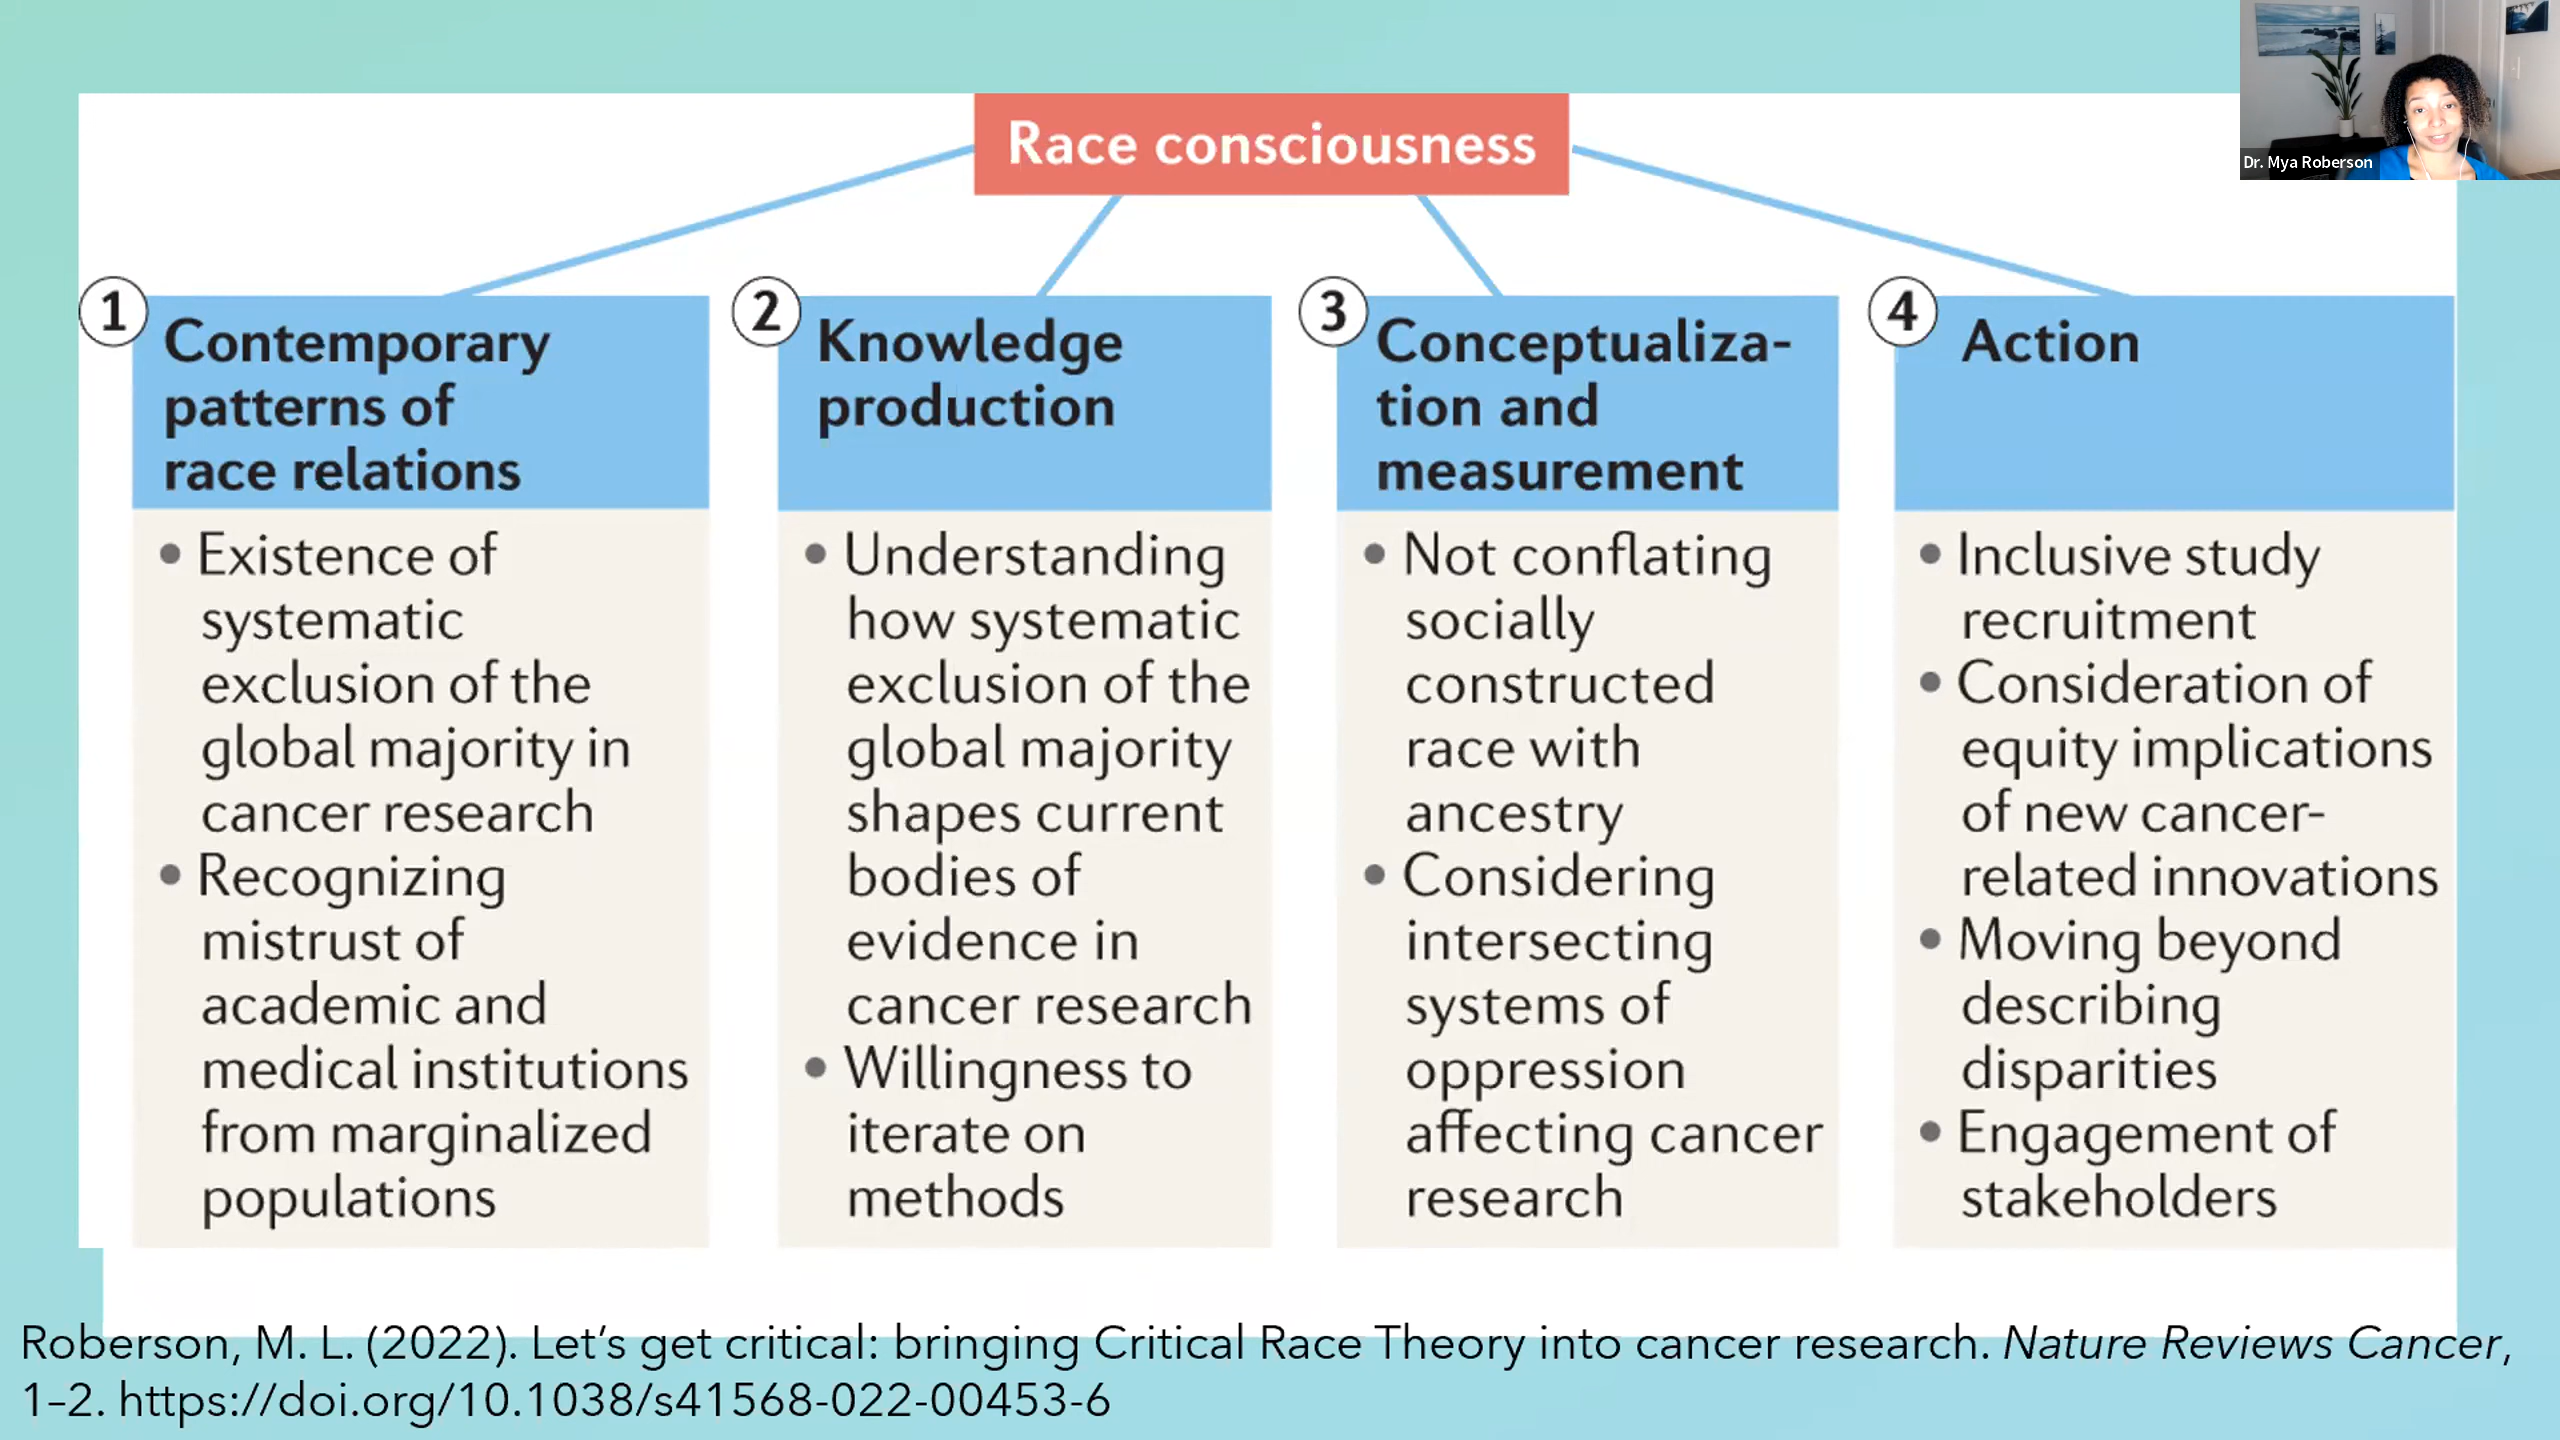 Dr. Mya Roberson
Race consciousness
1
Contemporary
patterns of
race relations
• Existence of
systematic
exclusion of the
global majority in
cancer research
• Recognizing
mistrust of
academic and
medical institutions
from marginalized
populations
2
Knowledge
production
• Understanding
how systematic
exclusion of the
global majority
shapes current
bodies of
evidence in
cancer research
• Willingness to
iterate on
methods
3
Conceptualiza-
tion and
measurement
• Not conflating
socially
constructed
race with
ancestry
• Considering
intersecting
systems of
oppression
affecting cancer
research
4
Action
• Inclusive study
recruitment
• Consideration of
equity implications
of new cancer-
related innovations
• Moving beyond
describing
disparities
• Engagement of
stakeholders
Roberson, M. L. (2022). Let’s get critical: bringing Critical Race Theory into cancer research. Nature Reviews Cancer,
1–2. https://doi.org/10.1038/s41568-022-00453-6